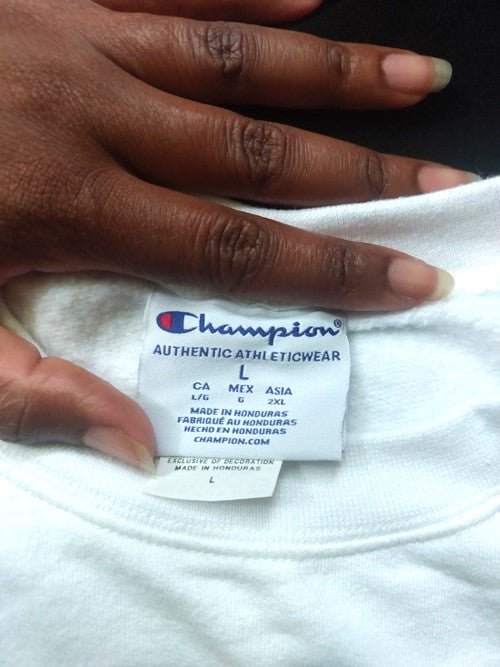 Champion®
AUTHENTIC ATHLETICWEAR
L
CA MEX ASIA
L/G G 2XL
MADE IN HONDURAS
FABRIQUÉ AU HONDURAS
HECHO EN HONDURAS
CHAMPION.COM
EXCLUSIVE OF DECORATION
MADE IN HONDURAS
L